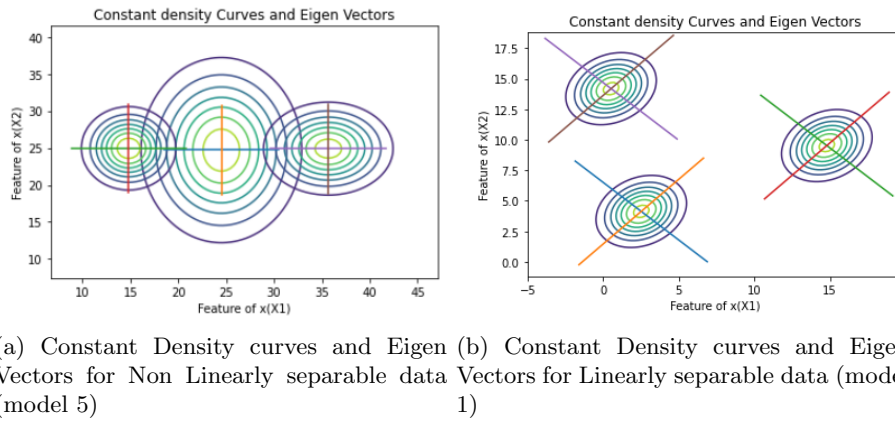 Constant density Curves and Eigen Vectors
40
35
30
25
20
15
10
Feature of x(X2)
10 15 20 25 30 35 40 45
Feature of x(X1)
Constant density Curves and Eigen Vectors
17.5
15.0
12.5
10.0
7.5
5.0
2.5
0.0
Feature of x(X2)
−5 0 5 10 15
Feature of x(X1)
a) Constant Density curves and Eigen
Vectors for Non Linearly separable data
(model 5)
(b) Constant Density curves and Eige
Vectors for Linearly separable data (mode
1)